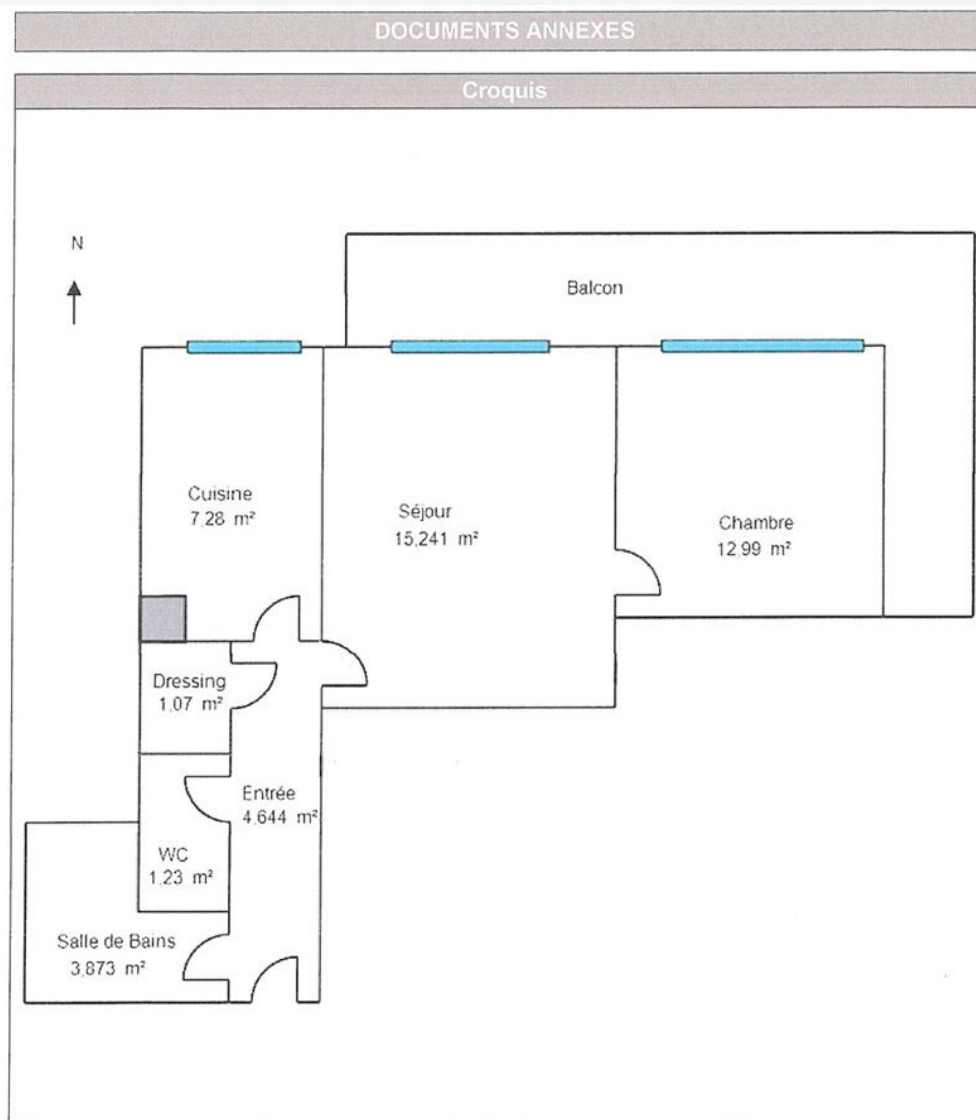 DOCUMENTS ANNEXES
Croquis
N
Balcon
Cuisine
7,28 m²
Séjour
15,241 m²
Chambre
12,99 m²
Dressing
1,07 m²
Entrée
4,644 m²
WC
1,23 m²
Salle de Bains
3,873 m²